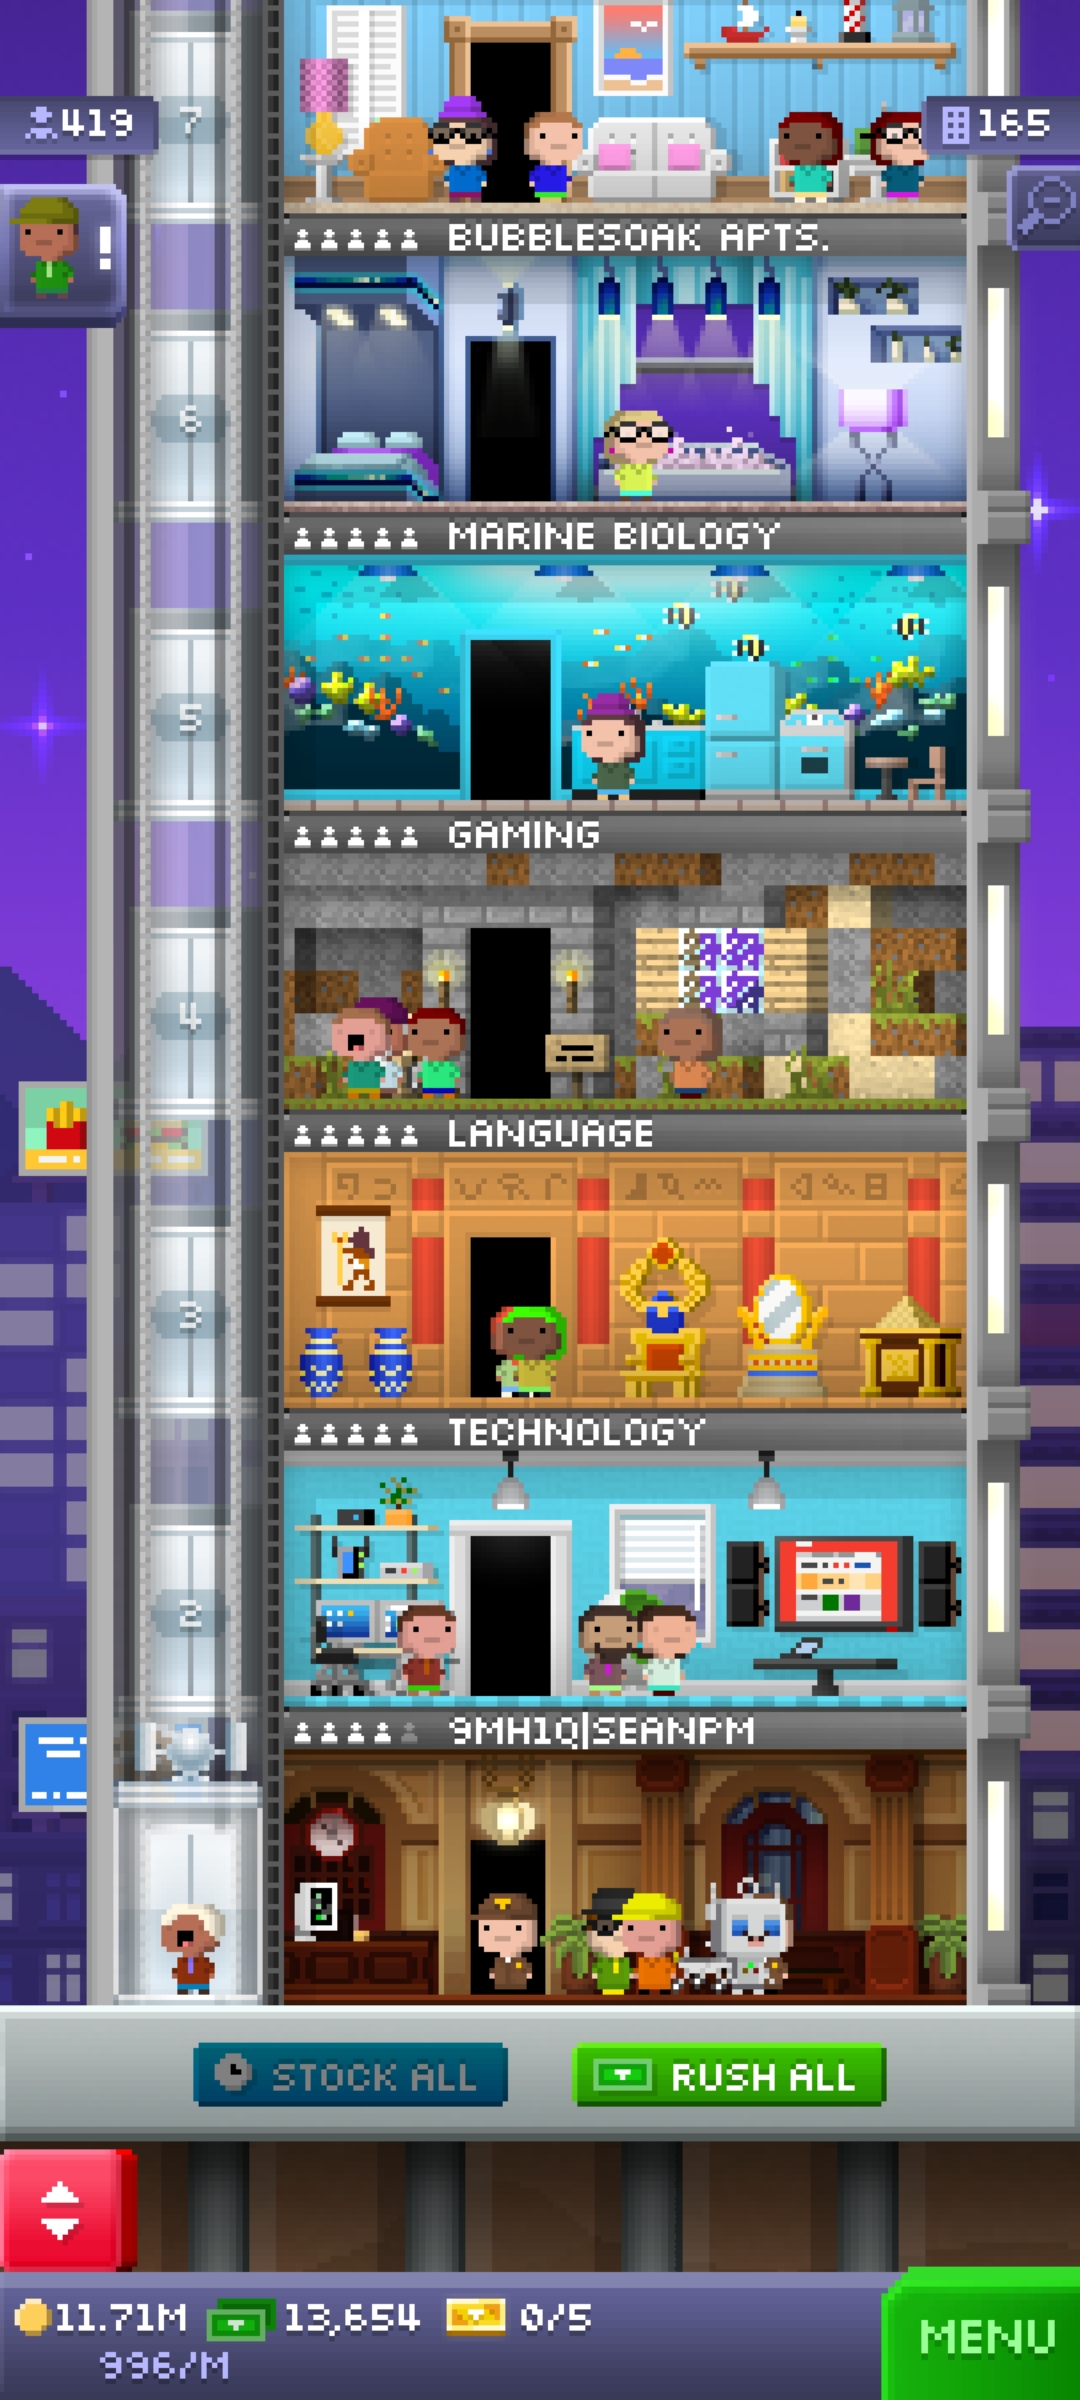 7
419
165
!
BUBBLESOAK APTS.
6
MARINE BIOLOGY
5
GAMING
4
LANGUAGE
3
TECHNOLOGY
2
9MH1Q|SEANPM
STOCK ALL
RUSH ALL
11.71M
13,654
0/5
996/M
MENU